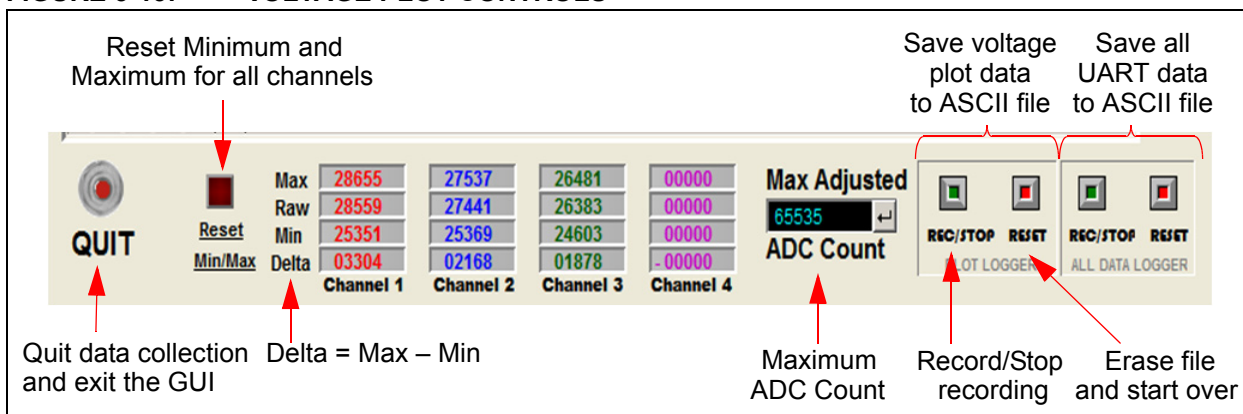 Reset Minimum and
Maximum for all channels
Save voltage
plot data
to ASCII file
Save all
UART data
to ASCII file
QUIT
Reset
Min/Max
Max 28655 27537 26481 00000
Raw 28559 27441 26383 00000
Min 25351 25369 24603 00000
Delta 03304 02168 01878 - 00000
Channel 1 Channel 2 Channel 3 Channel 4
Max Adjusted
65535
ADC Count
REC/STOP RESET REC/STOP RESET
PLOT LOGGER ALL DATA LOGGER
Quit data collection
and exit the GUI
Delta = Max – Min
Maximum
ADC Count
Record/Stop
recording
Erase file
and start over